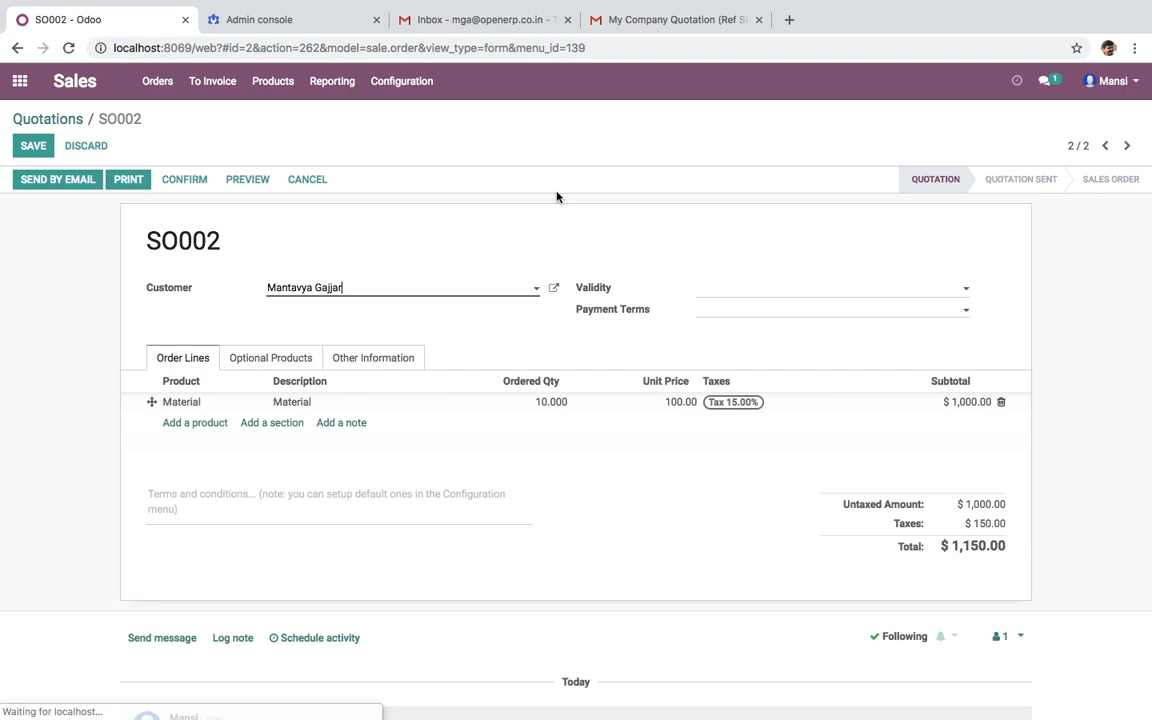 SO002 - Odoo
Admin console
Inbox - mga@openerp.co.in -
My Company Quotation (Ref
localhost:8069/web?#id=2&action=262&model=sale.order&view_type=form&menu_id=139
Sales Orders To Invoice Products Reporting Configuration 1 Mansi
Quotations / SO002
SAVE DISCARD 2 / 2
SEND BY EMAIL PRINT CONFIRM PREVIEW CANCEL QUOTATION QUOTATION SENT SALES ORDER
SO002
Customer Mantavya Gajjar Validity
Payment Terms
Order Lines Optional Products Other Information
Product Description Ordered Qty Unit Price Taxes Subtotal
Material Material 10.000 100.00 Tax 15.00% $ 1,000.00
Add a product Add a section Add a note
Terms and conditions... (note: you can setup default ones in the Configuration
menu)
Untaxed Amount: $ 1,000.00
Taxes: $ 150.00
Total: $ 1,150.00
Send message Log note Schedule activity Following 1
Today
Waiting for localhost...
Mansi - now